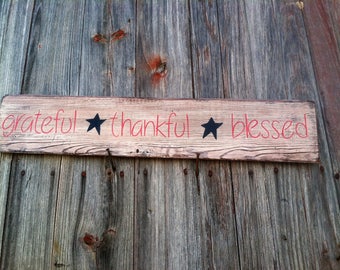 grateful ★ thankful ★ blessed